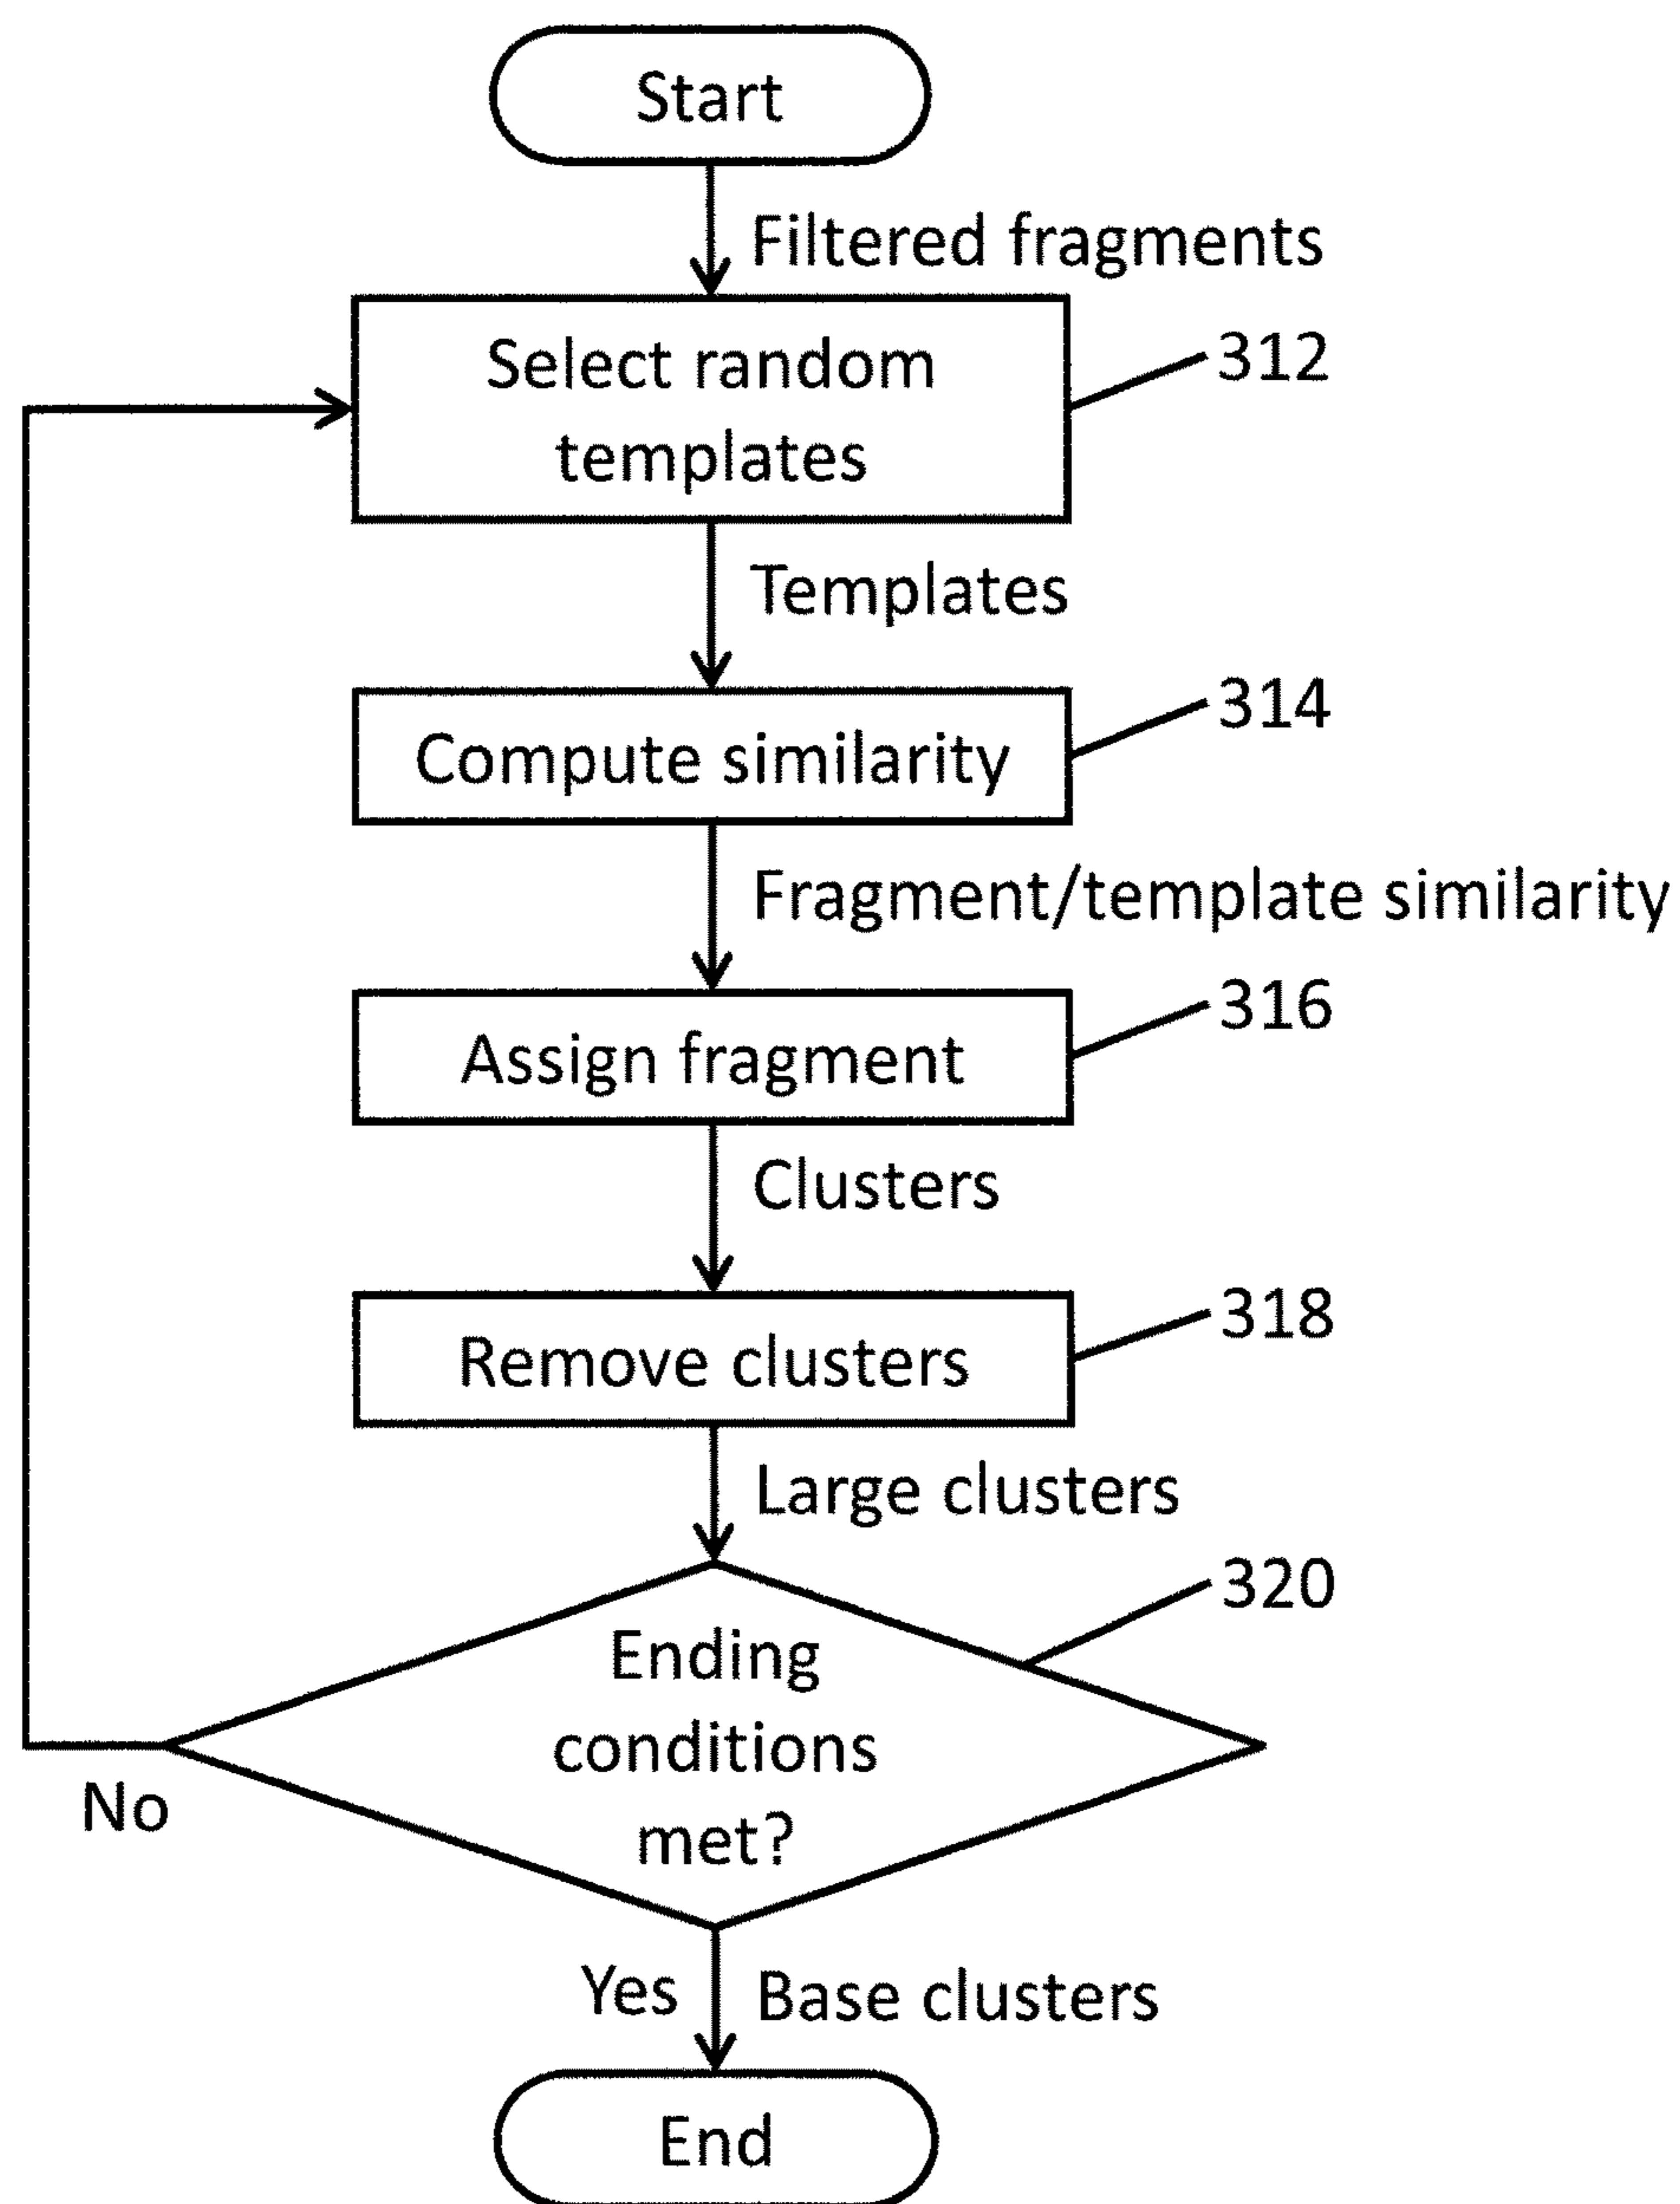 Start
Filtered fragments
Select random
templates
312
Templates
Compute similarity
314
Fragment/template similarity
Assign fragment
316
Clusters
Remove clusters
318
Large clusters
Ending
conditions
met?
320
No
Yes
Base clusters
End